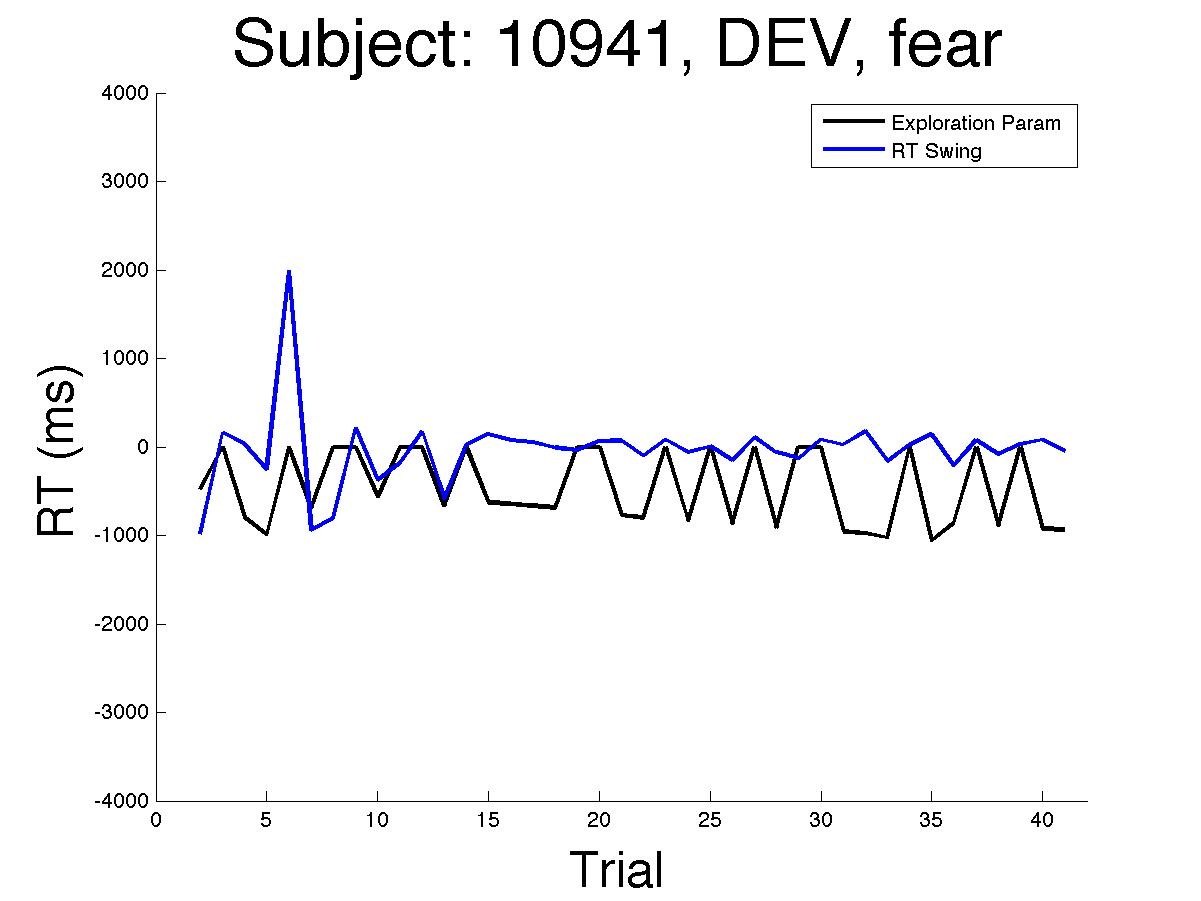 Subject: 10941, DEV, fear
Exploration Param
RT Swing
4000
3000
2000
1000
0
-1000
-2000
-3000
-4000
RT (ms)
0 5 10 15 20 25 30 35 40
Trial